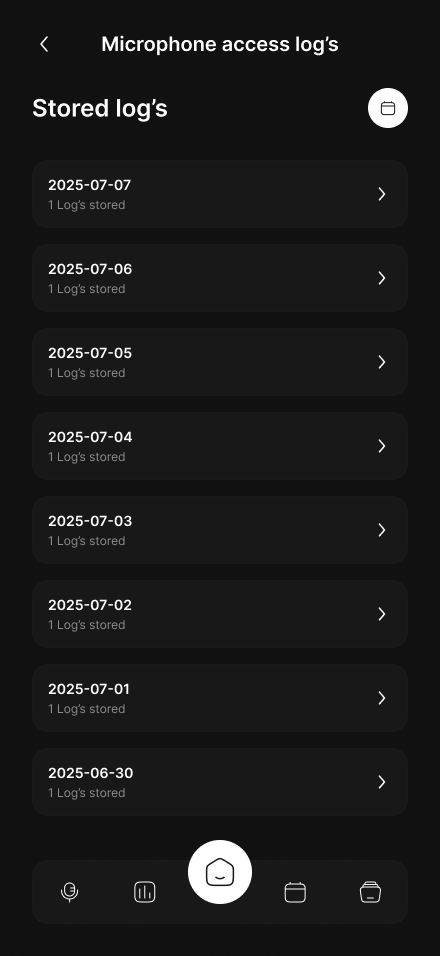 Microphone access log’s
Stored log’s
2025-07-07
1 Log’s stored
2025-07-06
1 Log’s stored
2025-07-05
1 Log’s stored
2025-07-04
1 Log’s stored
2025-07-03
1 Log’s stored
2025-07-02
1 Log’s stored
2025-07-01
1 Log’s stored
2025-06-30
1 Log’s stored